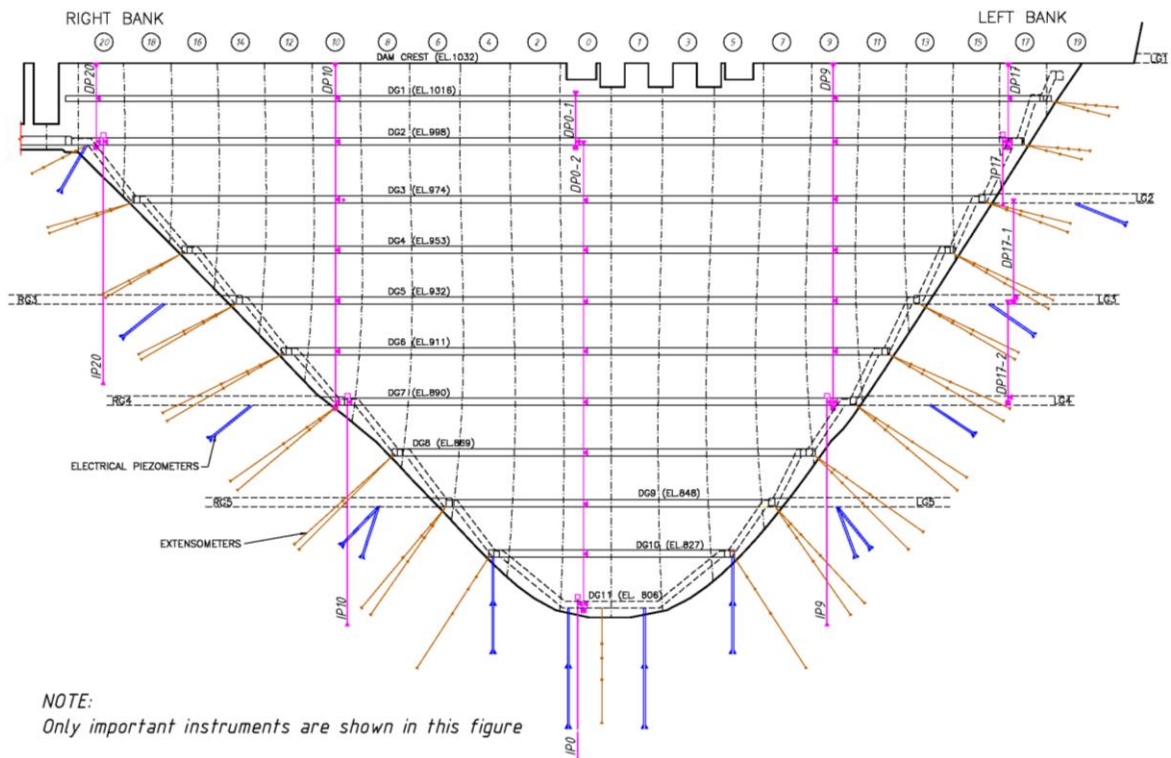 RIGHT BANK
LEFT BANK
20 18 16 14 12 10 8 6 4 2 0 1 3 5 7 9 11 13 15 17 19
DAM CREST (EL.1032)
LG1
DP20
DP10
DP9
DP17
DG1 (EL.1016)
DP0-1
DG2 (EL.998)
DP0-2
IP17
DG3 (EL.974)
LG2
DP17-1
DG4 (EL.953)
RG3
DG5 (EL.932)
LG3
DG6 (EL.911)
IP20
DP17-2
RG4
DG7 (EL.890)
LG4
DG8 (EL.869)
ELECTRICAL PIEZOMETERS
RG5
DG9 (EL.848)
LG5
EXTENSOMETERS
DG10 (EL.827)
IP10
DG11 (EL. 806)
IP9
NOTE:
Only important instruments are shown in this figure
IP0